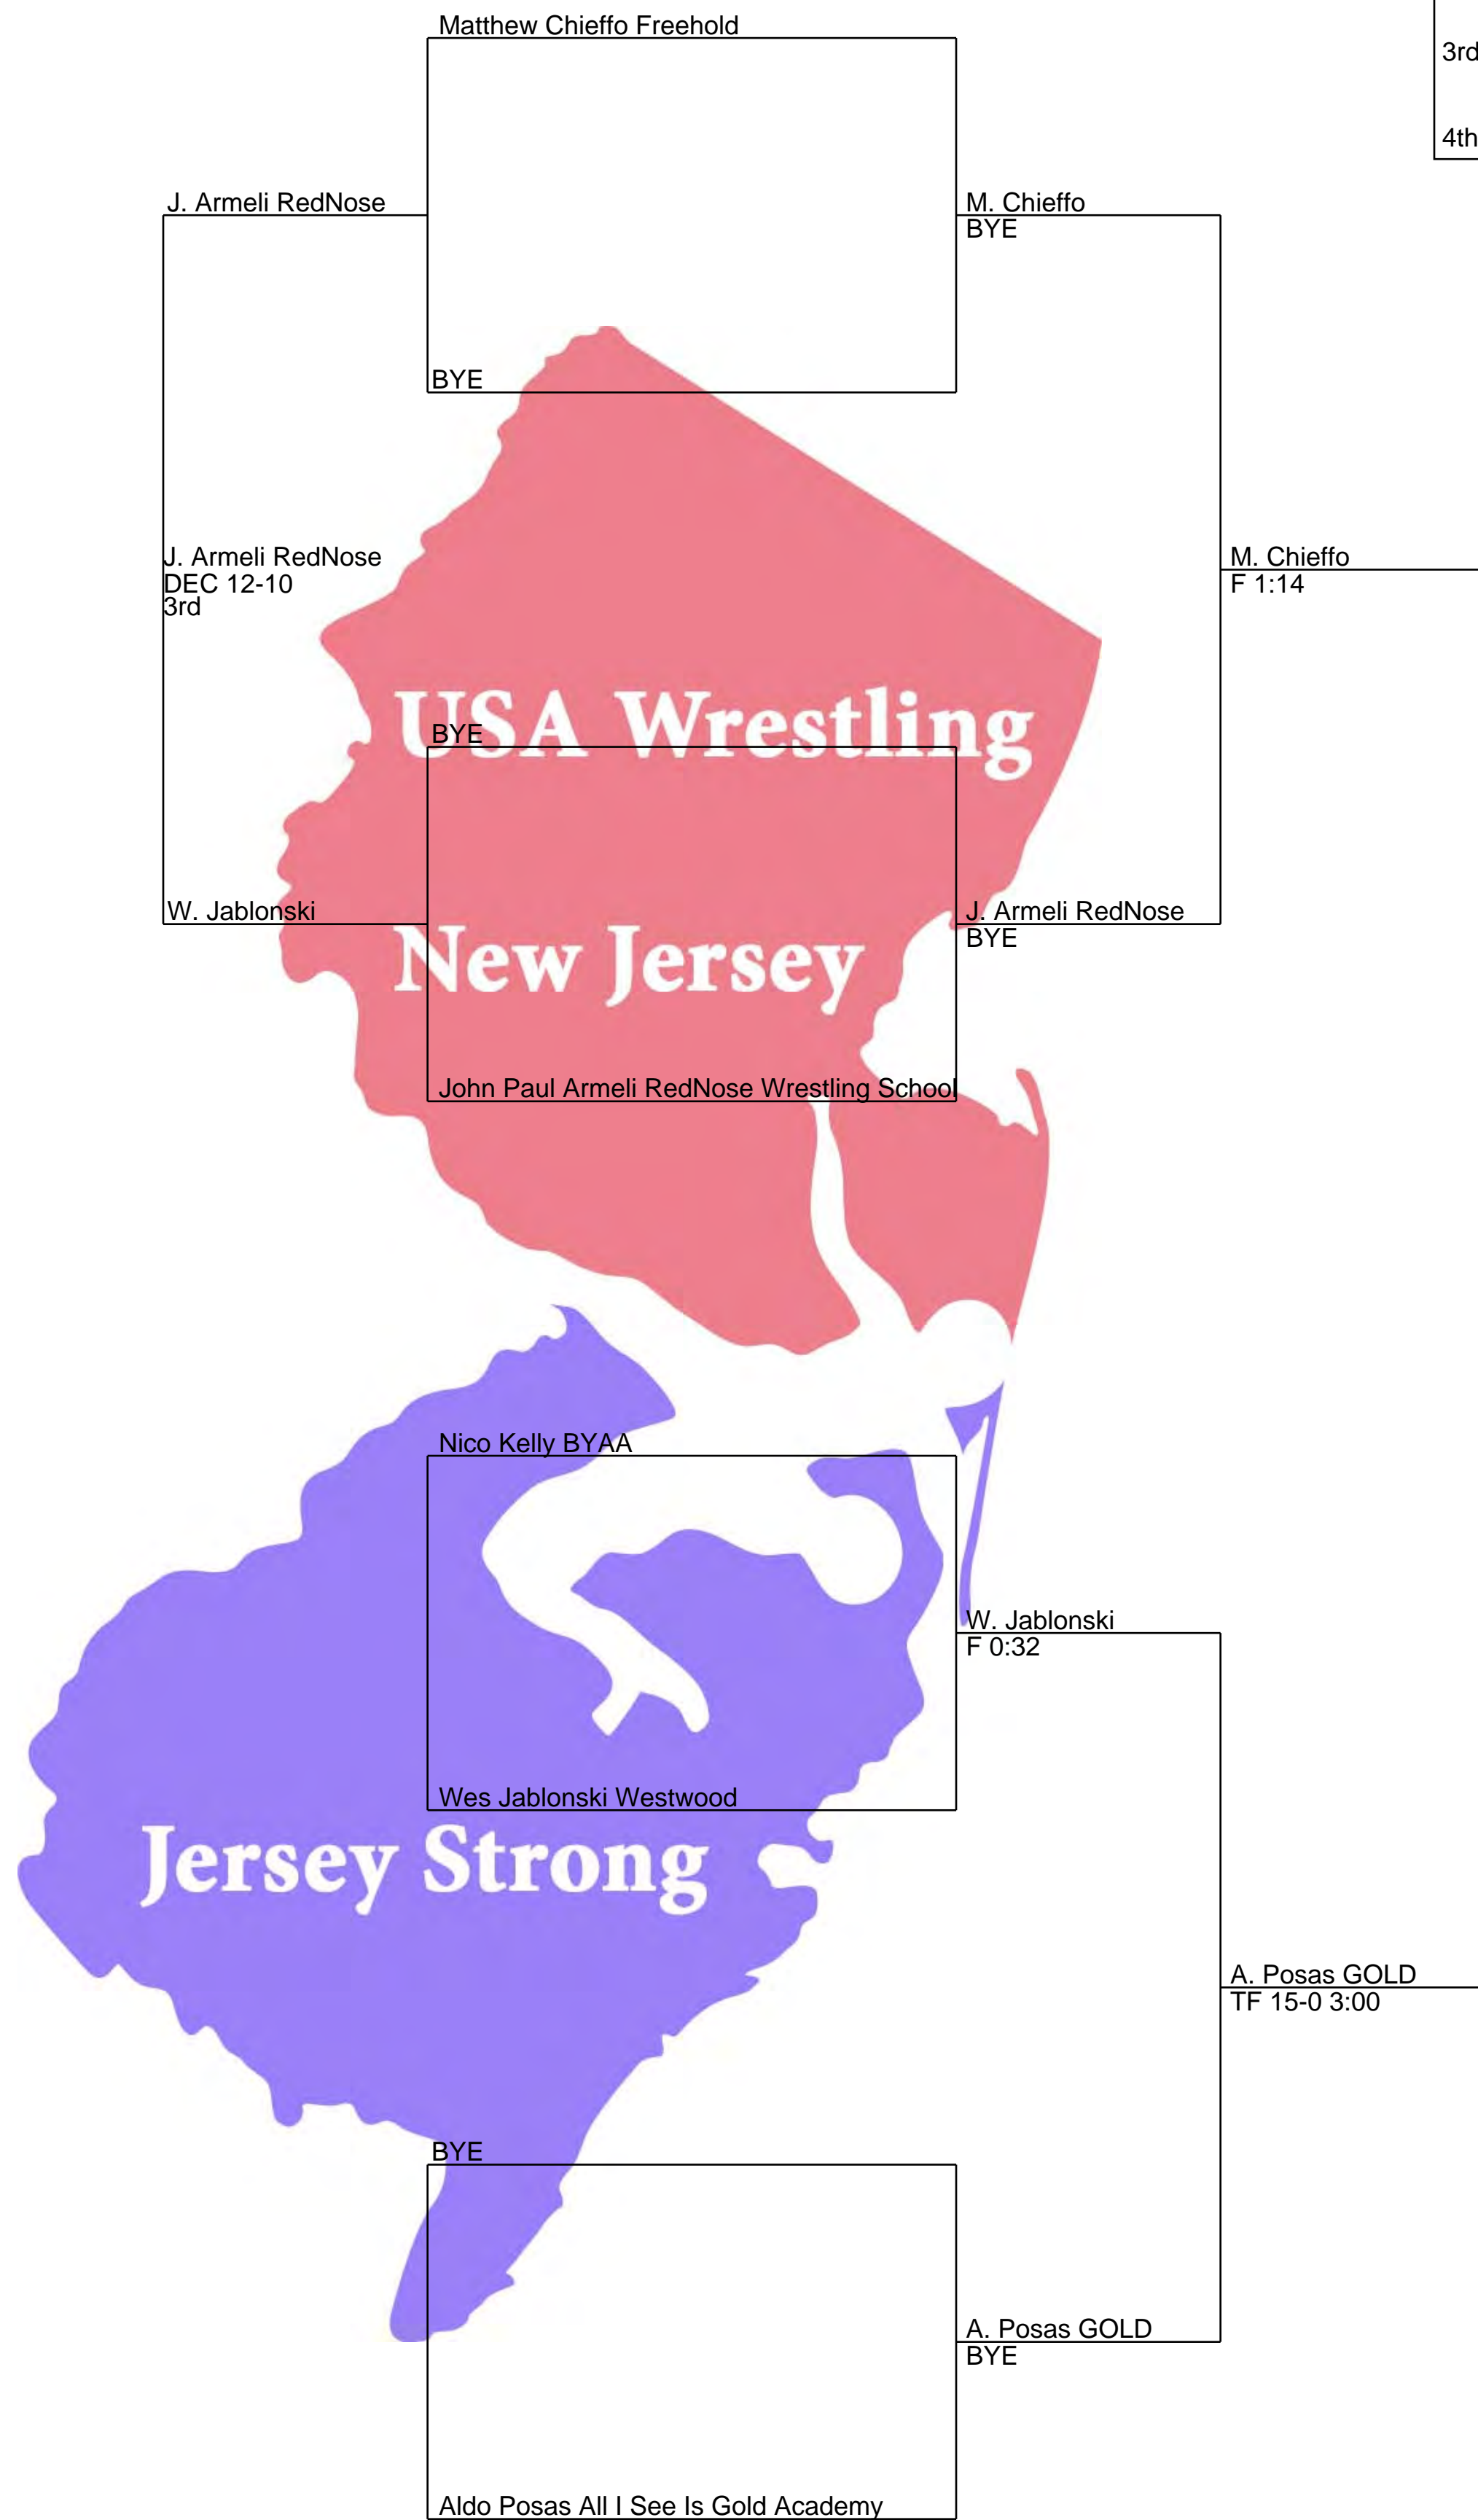 Matthew Chieffo Freehold
3rd
4th
J. Armeli RedNose
M. Chieffo
BYE
BYE
J. Armeli RedNose
DEC 12-10
3rd
M. Chieffo
F 1:14
USA Wrestling
BYE
W. Jablonski
J. Armeli RedNose
BYE
New Jersey
John Paul Armeli RedNose Wrestling School
Nico Kelly BYAA
W. Jablonski
F 0:32
Wes Jablonski Westwood
Jersey Strong
A. Posas GOLD
TF 15-0 3:00
BYE
A. Posas GOLD
BYE
Aldo Posas All I See Is Gold Academy